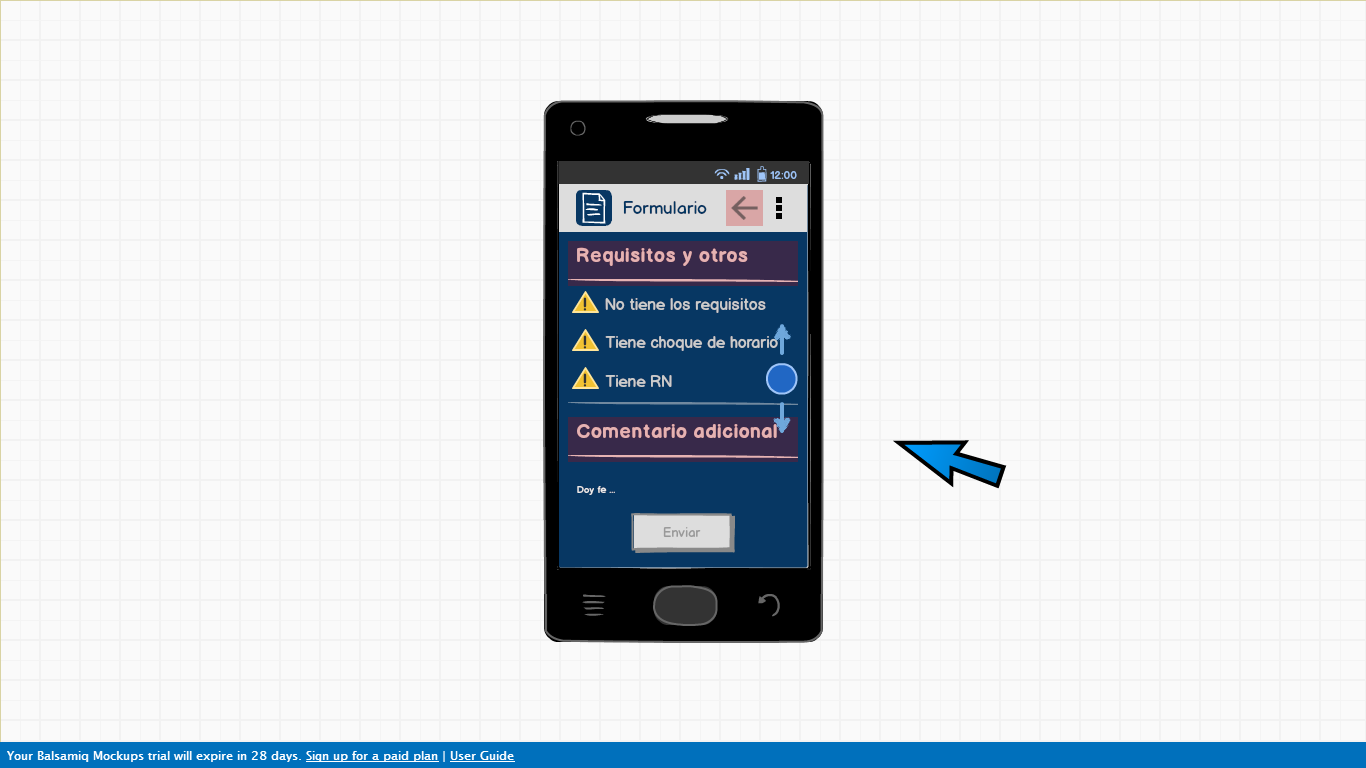 12:00
Formulario
Requisitos y otros
No tiene los requisitos
Tiene choque de horario
Tiene RN
Comentario adicional
Doy fe ...
Enviar
Your Balsamiq Mockups trial will expire in 28 days. Sign up for a paid plan | User Guide